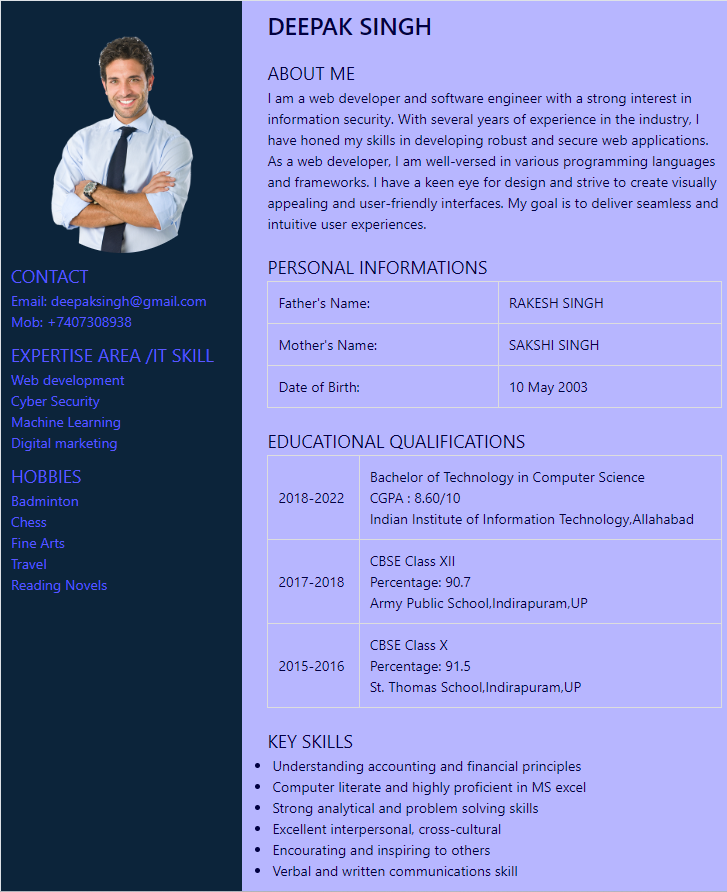 DEEPAK SINGH
ABOUT ME
I am a web developer and software engineer with a strong interest in
information security. With several years of experience in the industry, I
have honed my skills in developing robust and secure web applications.
As a web developer, I am well-versed in various programming languages
and frameworks. I have a keen eye for design and strive to create visually
appealing and user-friendly interfaces. My goal is to deliver seamless and
intuitive user experiences.
CONTACT
Email: deepaksingh@gmail.com
Mob: +7407308938
EXPERTISE AREA /IT SKILL
Web development
Cyber Security
Machine Learning
Digital marketing
HOBBIES
Badminton
Chess
Fine Arts
Travel
Reading Novels
PERSONAL INFORMATIONS
Father's Name: RAKESH SINGH
Mother's Name: SAKSHI SINGH
Date of Birth: 10 May 2003
EDUCATIONAL QUALIFICATIONS
2018-2022
Bachelor of Technology in Computer Science
CGPA : 8.60/10
Indian Institute of Information Technology,Allahabad
2017-2018
CBSE Class XII
Percentage: 90.7
Army Public School,Indirapuram,UP
2015-2016
CBSE Class X
Percentage: 91.5
St. Thomas School,Indirapuram,UP
KEY SKILLS
• Understanding accounting and financial principles
• Computer literate and highly proficient in MS excel
• Strong analytical and problem solving skills
• Excellent interpersonal, cross-cultural
• Encourating and inspiring to others
• Verbal and written communications skill